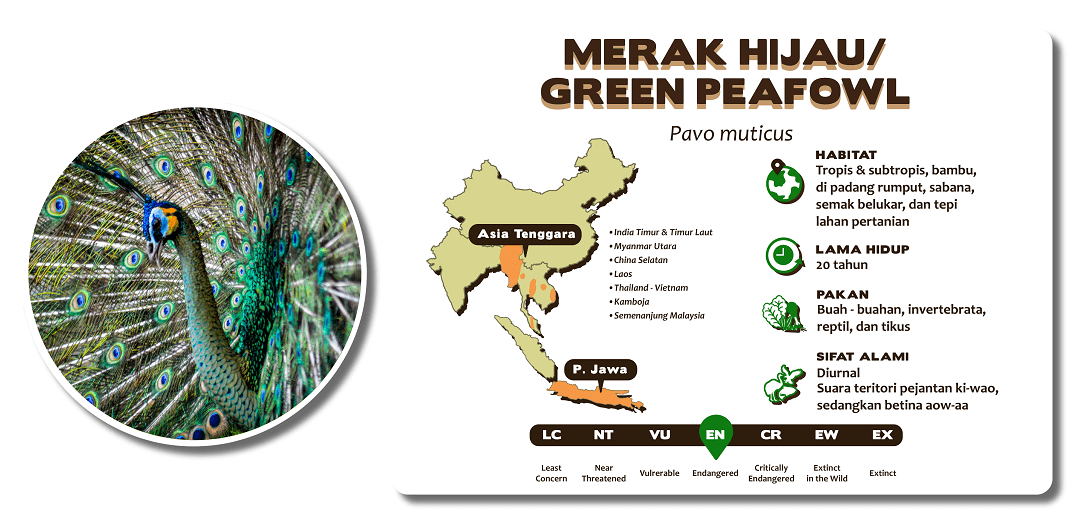 MERAK HIJAU/
GREEN PEAFOWL
Pavo muticus
Asia Tenggara
• India Timur & Timur Laut
• Myanmar Utara
• China Selatan
• Laos
• Thailand - Vietnam
• Kamboja
• Semenanjung Malaysia
P. Jawa
HABITAT
Tropis & subtropis, bambu,
di padang rumput, sabana,
semak belukar, dan tepi
lahan pertanian
LAMA HIDUP
20 tahun
PAKAN
Buah - buahan, invertebrata,
reptil, dan tikus
SIFAT ALAMI
Diurnal
Suara teritori pejantan ki-wao,
sedangkan betina aow-aa
LC NT VU EN CR EW EX
Least Near Vulrerable Endangered Critically Extinct Extinct
Concern Threatened Endangered in the Wild